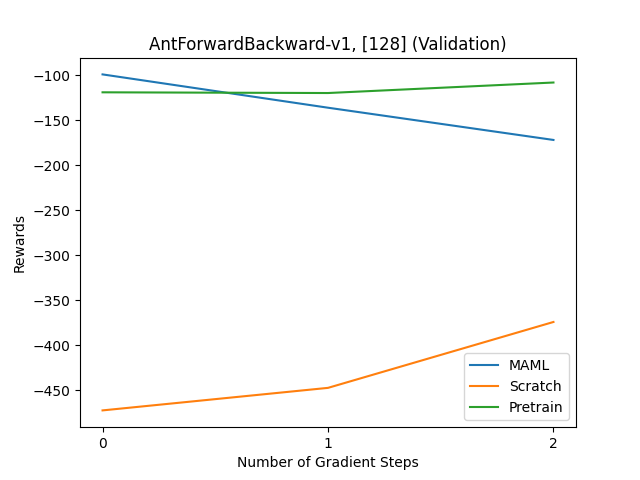 AntForwardBackward-v1, [128] (Validation)
−100
−150
−200
−250
−300
−350
−400
−450
Rewards
MAML
Scratch
Pretrain
0
1
2
Number of Gradient Steps